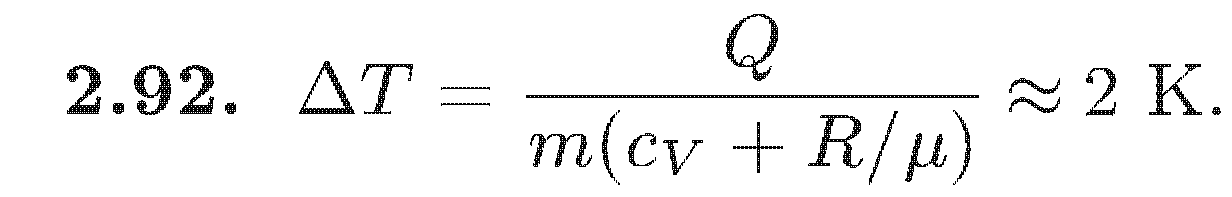 2.92. ΔT = Q / m(c_V + R/μ) ≈ 2 K.